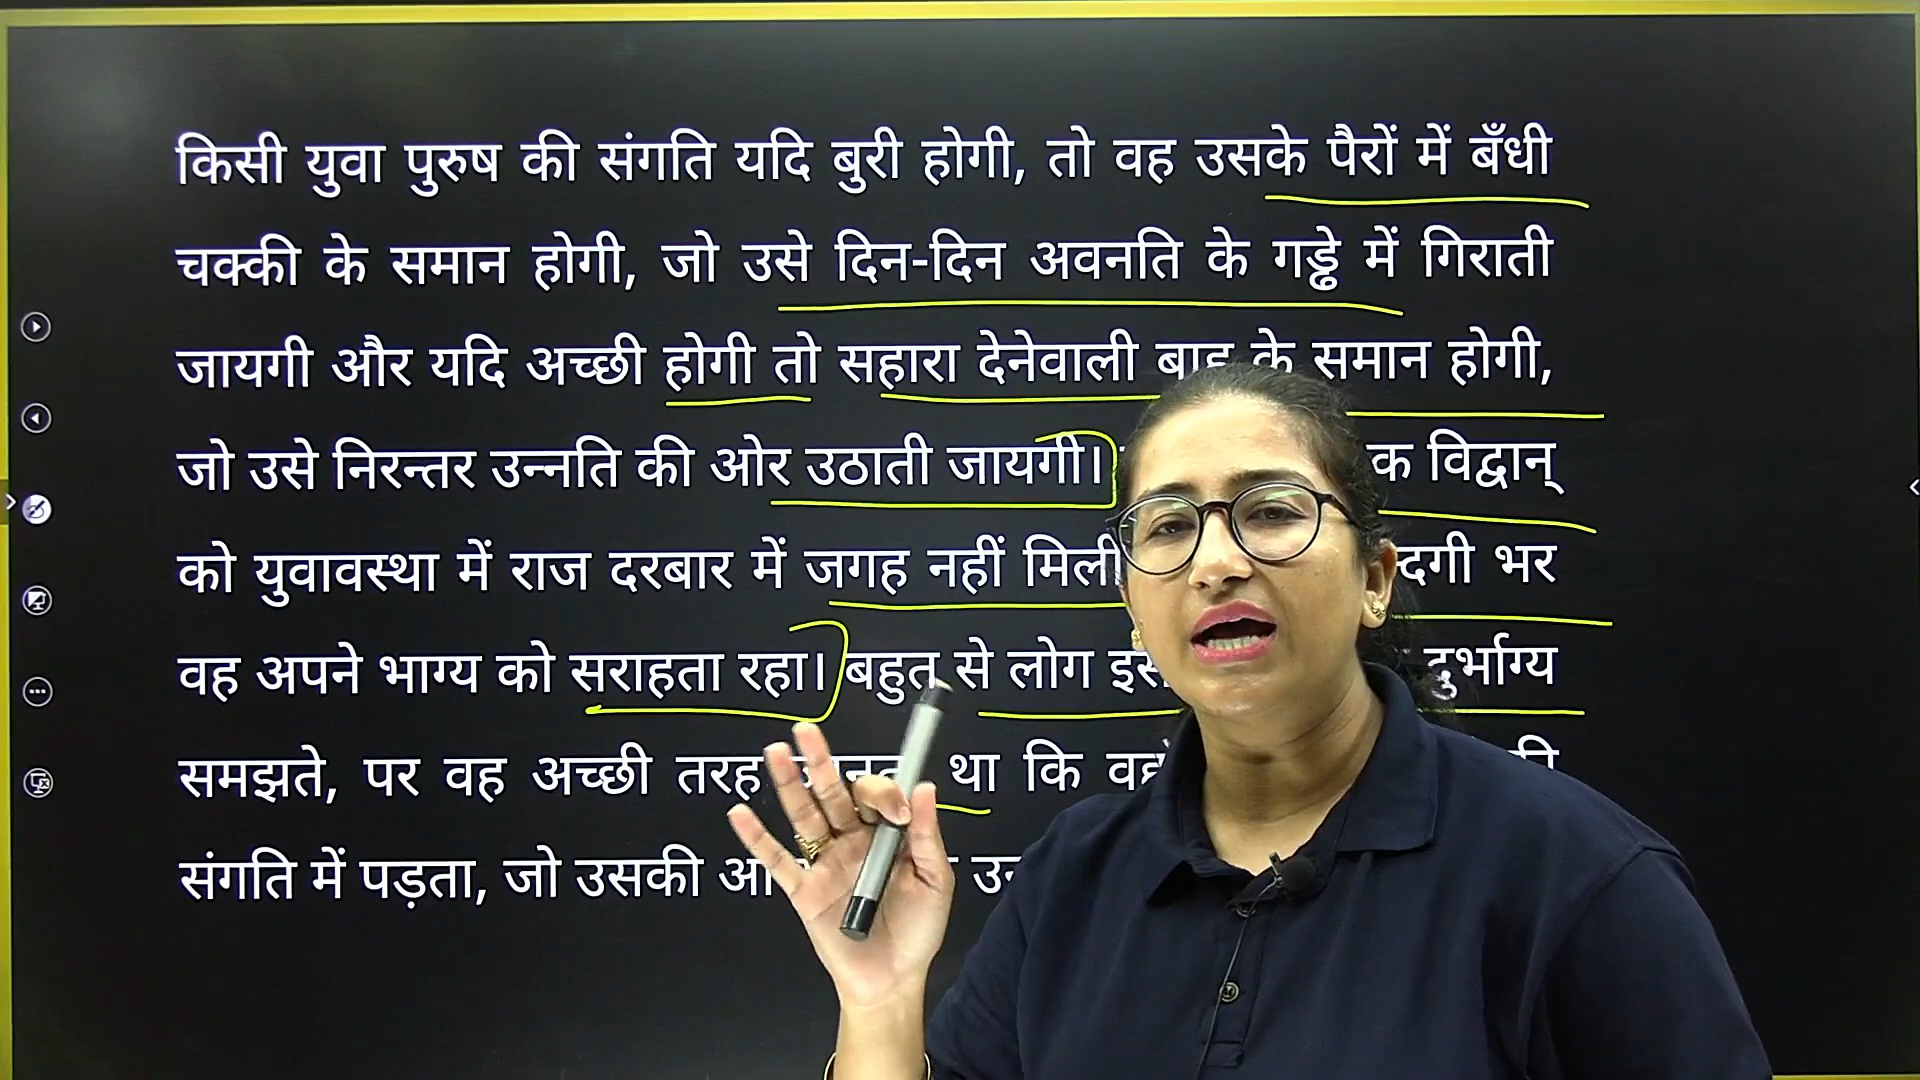 किसी युवा पुरुष की संगति यदि बुरी होगी, तो वह उसके पैरों में बँधी
चक्की के समान होगी, जो उसे दिन-दिन अवनति के गड्ढे में गिराती
जायगी और यदि अच्छी होगी तो सहारा देनेवाली के समान होगी,
जो उसे निरन्तर उन्नति की ओर उठाती जायगी। विद्वान्
को युवावस्था में राज दरबार में जगह नहीं मिली भर
वह अपने भाग्य को सराहता रहा। बहुत से लोग दुर्भाग्य
समझते, पर वह अच्छी तरह था कि
संगति में पड़ता, जो उसकी